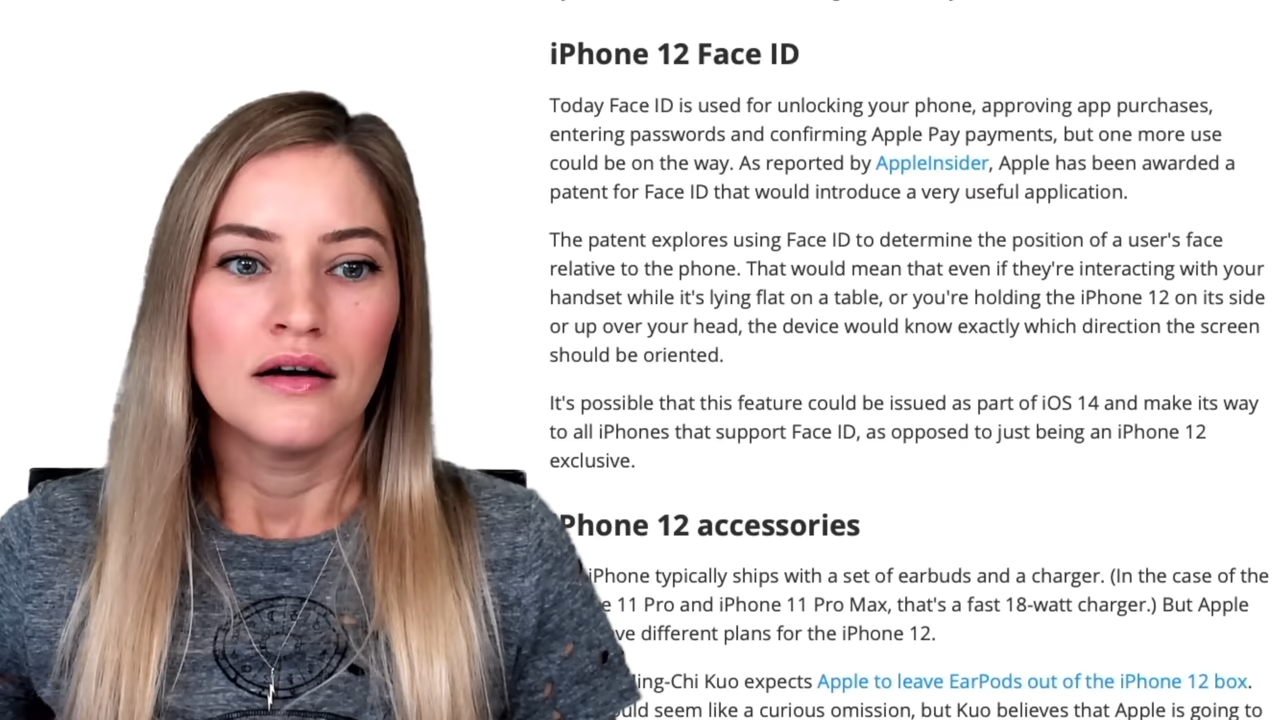 iPhone 12 Face ID
Today Face ID is used for unlocking your phone, approving app purchases,
entering passwords and confirming Apple Pay payments, but one more use
could be on the way. As reported by AppleInsider, Apple has been awarded a
patent for Face ID that would introduce a very useful application.
The patent explores using Face ID to determine the position of a user's face
relative to the phone. That would mean that even if they're interacting with your
handset while it's lying flat on a table, or you're holding the iPhone 12 on its side
or up over your head, the device would know exactly which direction the screen
should be oriented.
It's possible that this feature could be issued as part of iOS 14 and make its way
to all iPhones that support Face ID, as opposed to just being an iPhone 12
exclusive.
Phone 12 accessories
iPhone typically ships with a set of earbuds and a charger. (In the case of the
e 11 Pro and iPhone 11 Pro Max, that's a fast 18-watt charger.) But Apple
ve different plans for the iPhone 12.
ing-Chi Kuo expects Apple to leave EarPods out of the iPhone 12 box.
uld seem like a curious omission, but Kuo believes that Apple is going to